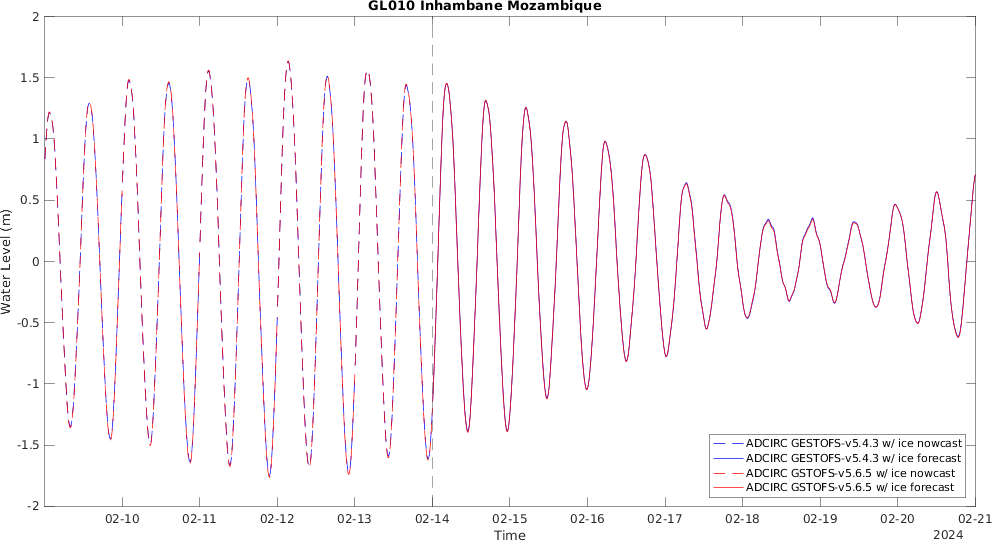 GL010 Inhambane Mozambique
2
1.5
1
0.5
0
-0.5
-1
-1.5
-2
Water Level (m)
02-10 02-11 02-12 02-13 02-14 02-15 02-16 02-17 02-18 02-19 02-20 02-21
Time
2024
ADCIRC GESTOFS-v5.4.3 w/ ice nowcast
ADCIRC GESTOFS-v5.4.3 w/ ice forecast
ADCIRC GSTOFS-v5.6.5 w/ ice nowcast
ADCIRC GSTOFS-v5.6.5 w/ ice forecast